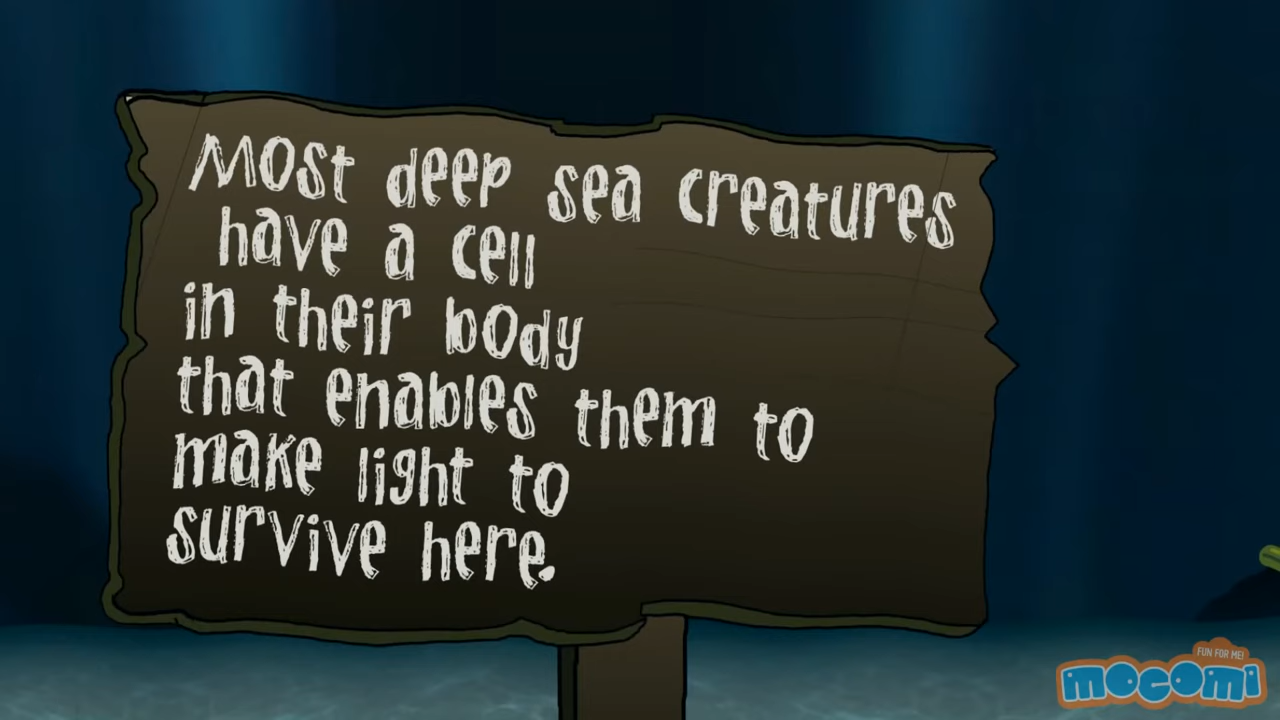 Most deep sea creatures
have a cell
in their body
that enables them to
make light to
survive here.
FUN FOR ME!
mocomi